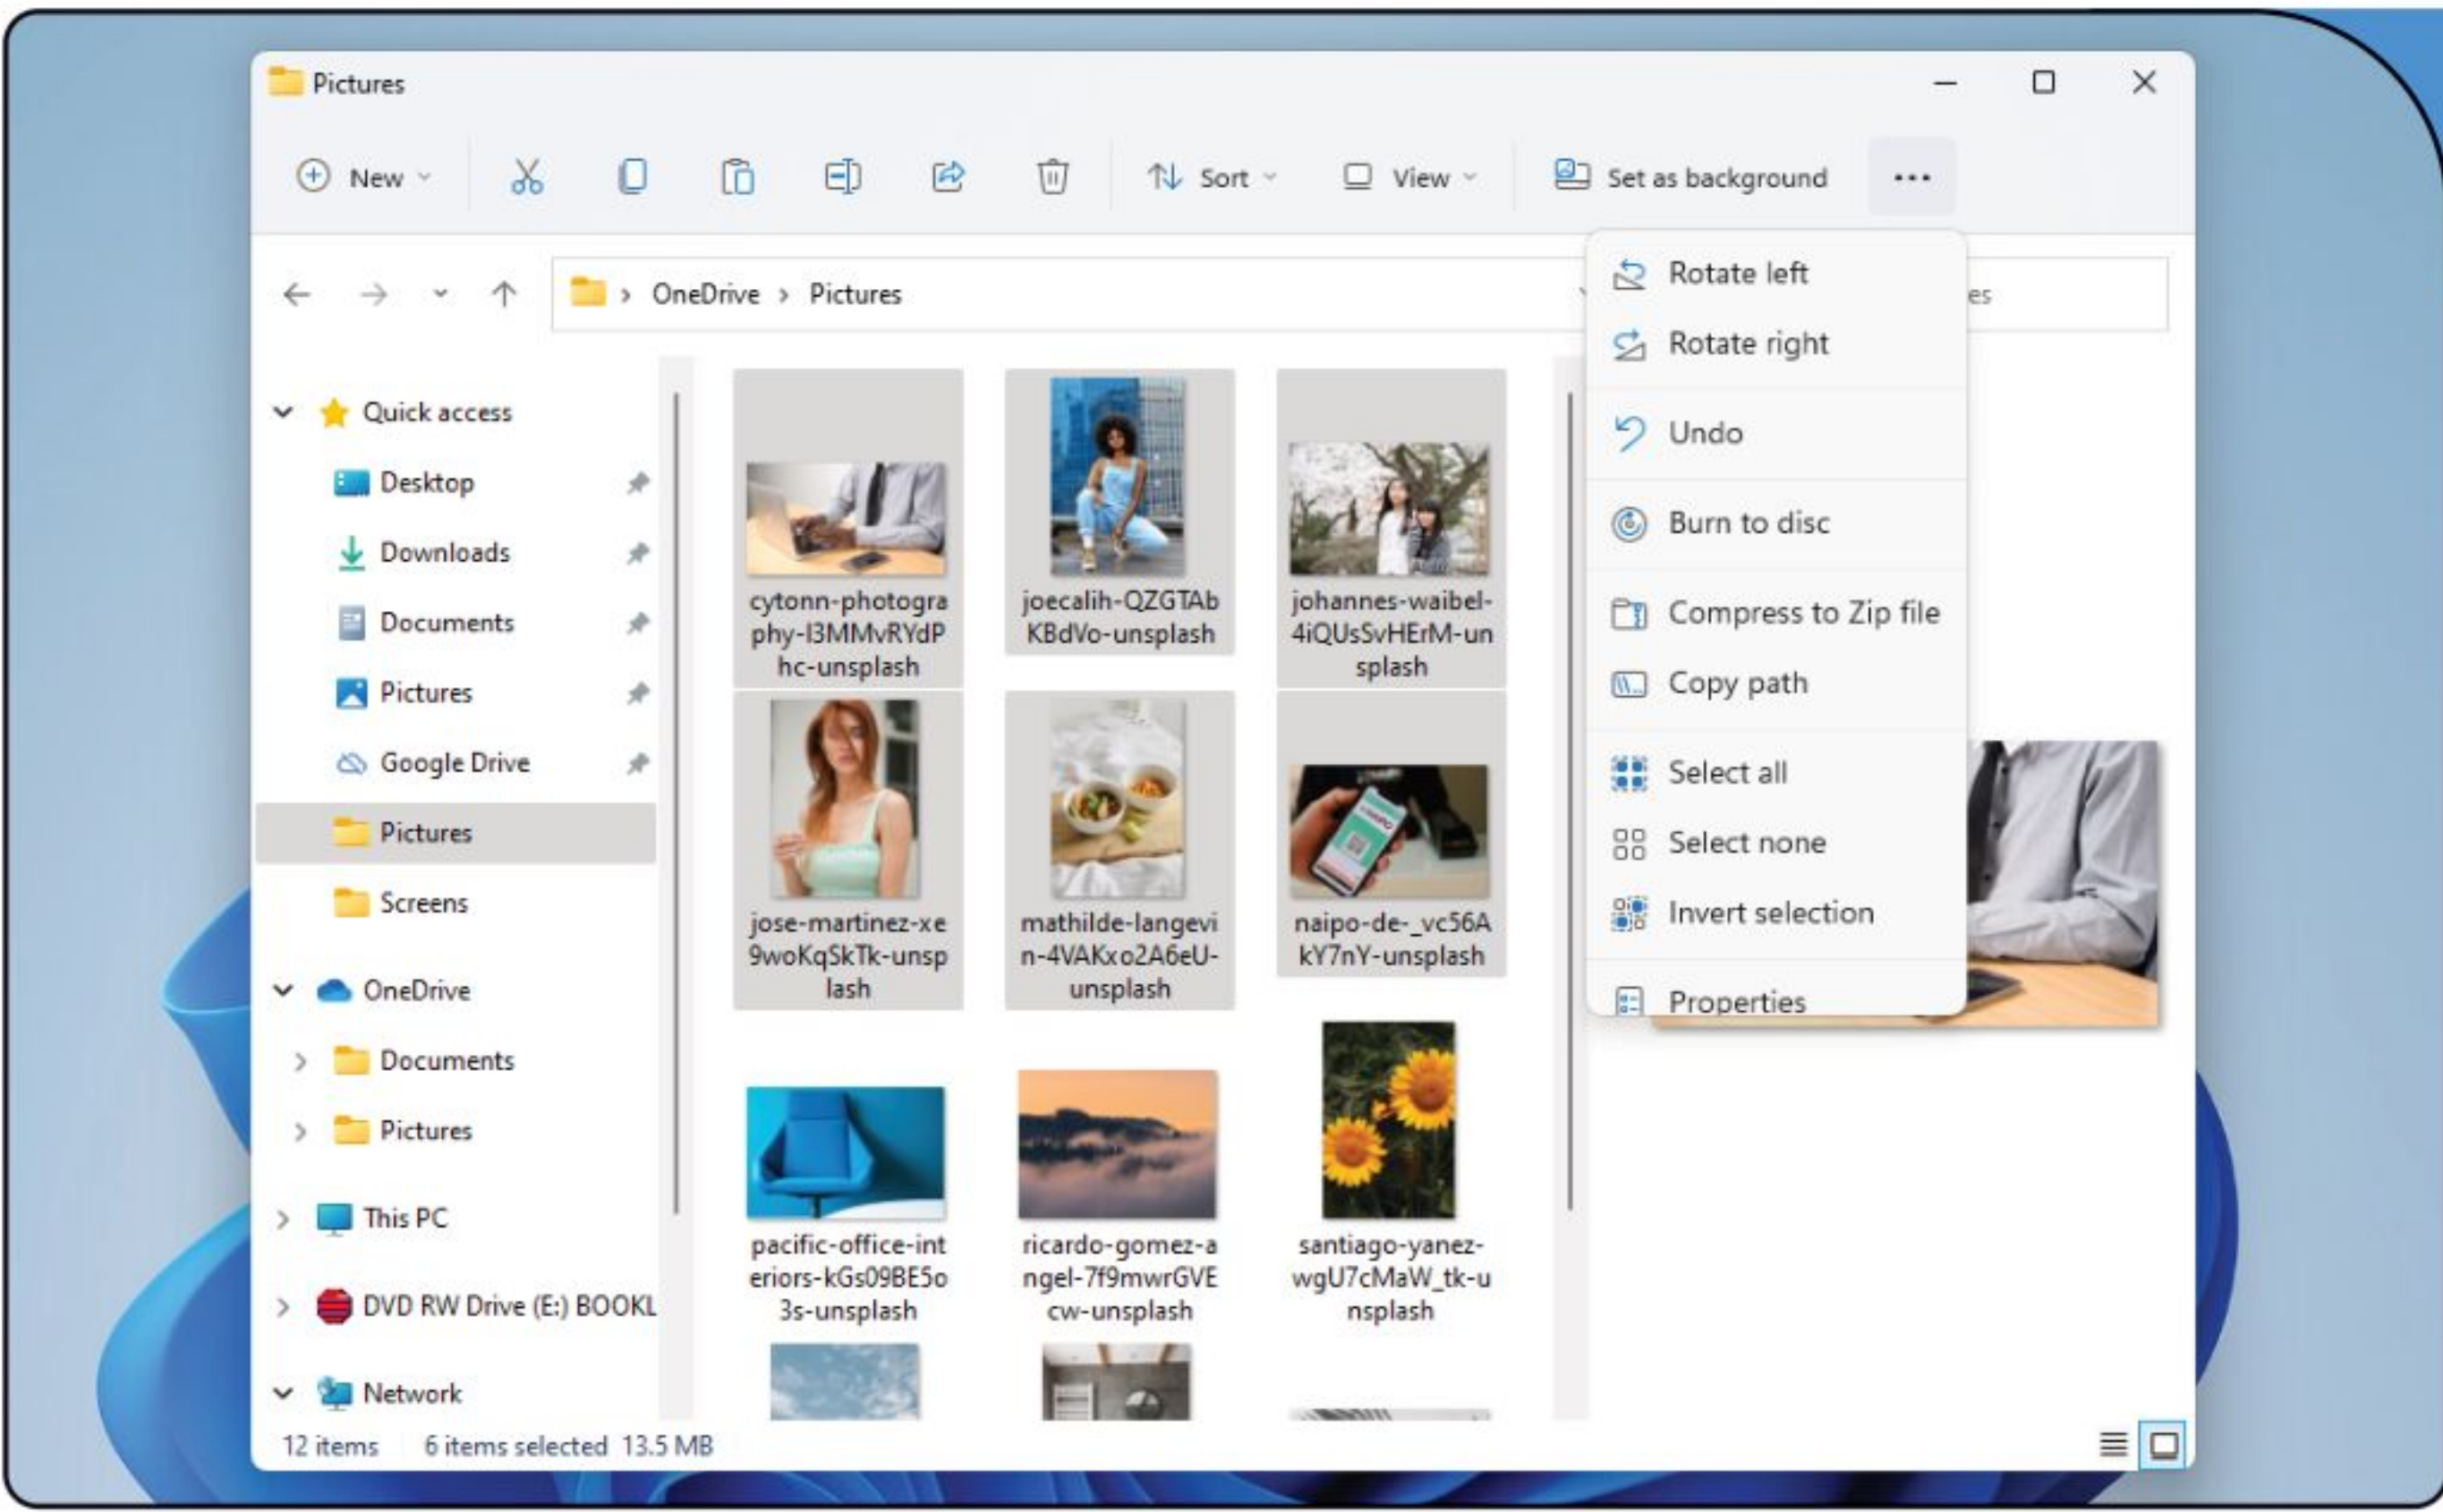 Pictures
New
Sort
View
Set as background
OneDrive
Pictures
es
Rotate left
Rotate right
Undo
Burn to disc
Compress to Zip file
Copy path
Select all
Select none
Invert selection
Properties
Quick access
Desktop
Downloads
Documents
Pictures
Google Drive
Pictures
Screens
OneDrive
Documents
Pictures
This PC
DVD RW Drive (E:) BOOKL
Network
cytonn-photogra
phy-I3MMvRYdP
hc-unsplash
joecalih-QZGTAb
KBdVo-unsplash
johannes-waibel-
4iQUsSvHErM-un
splash
jose-martinez-xe
9woKqSkTk-unsp
lash
mathilde-langevi
n-4VAKxo2A6eU-
unsplash
naipo-de-_vc56A
kY7nY-unsplash
pacific-office-int
eriors-kGs09BE5o
3s-unsplash
ricardo-gomez-a
ngel-7f9mwrGVE
cw-unsplash
santiago-yanez-
wgU7cMaW_tk-u
nsplash
12 items
6 items selected 13.5 MB